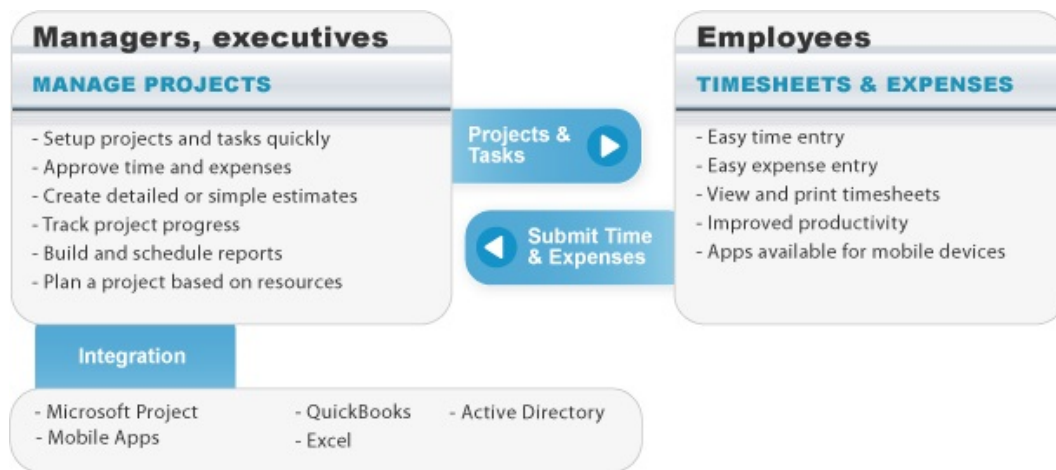 Managers, executives
MANAGE PROJECTS
- Setup projects and tasks quickly
- Approve time and expenses
- Create detailed or simple estimates
- Track project progress
- Build and schedule reports
- Plan a project based on resources
Projects &
Tasks
Submit Time
& Expenses
Employees
TIMESHEETS & EXPENSES
- Easy time entry
- Easy expense entry
- View and print timesheets
- Improved productivity
- Apps available for mobile devices
Integration
- Microsoft Project
- Mobile Apps
- QuickBooks
- Excel
- Active Directory